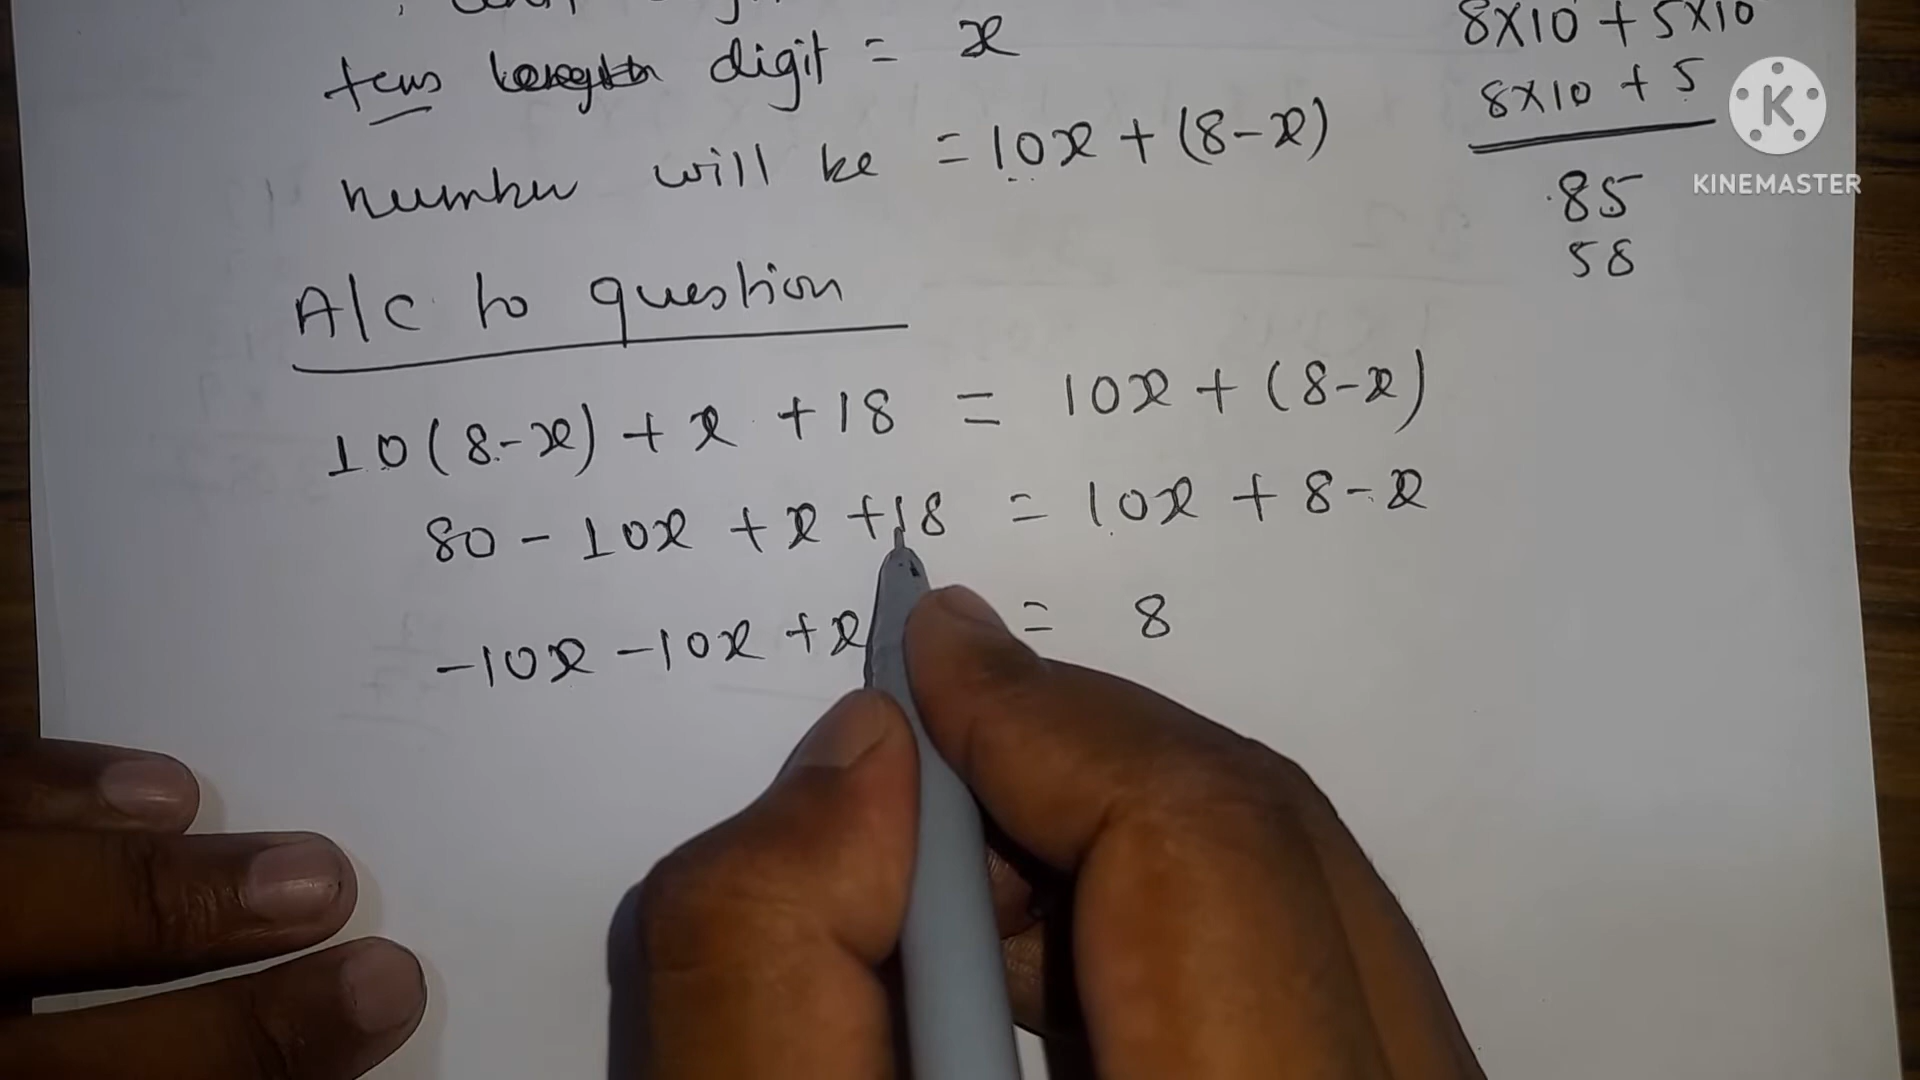 tens digit = x
number will be = 10x + (8-x)
A/C to question
10(8-x) + x + 18 = 10x + (8-x)
80 - 10x + x + 18 = 10x + 8 - x
-10x - 10x + x = 8
8x10 + 5x10
8x10 + 5
85
58
K
KINEMASTER